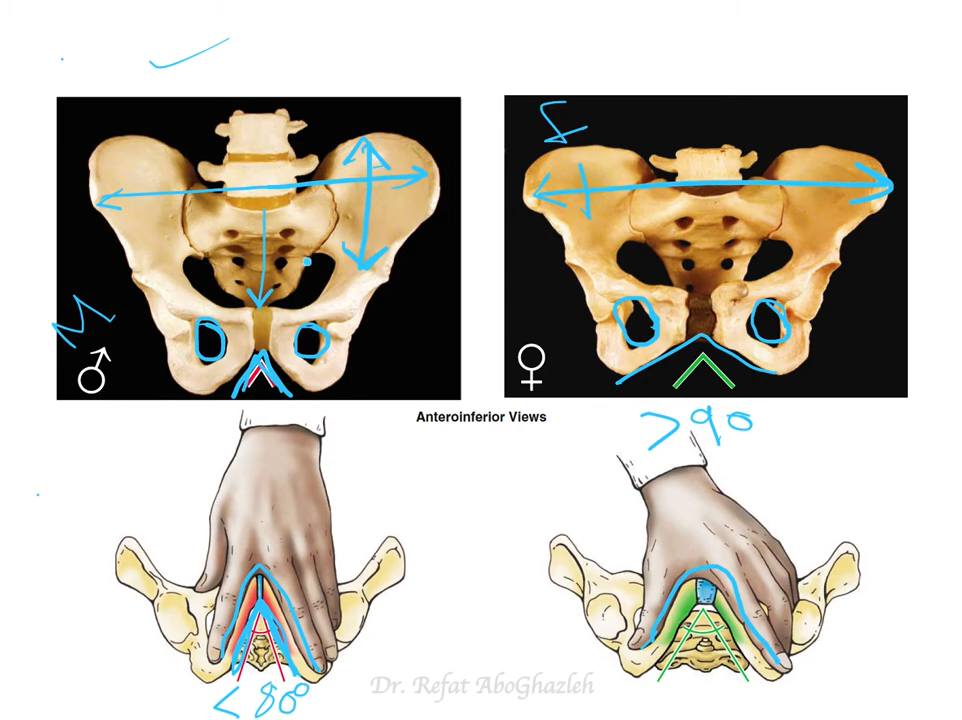 F
M
♂
♀
Anteroinferior Views
>90
Dr. Refat AboGhazleh
<80°